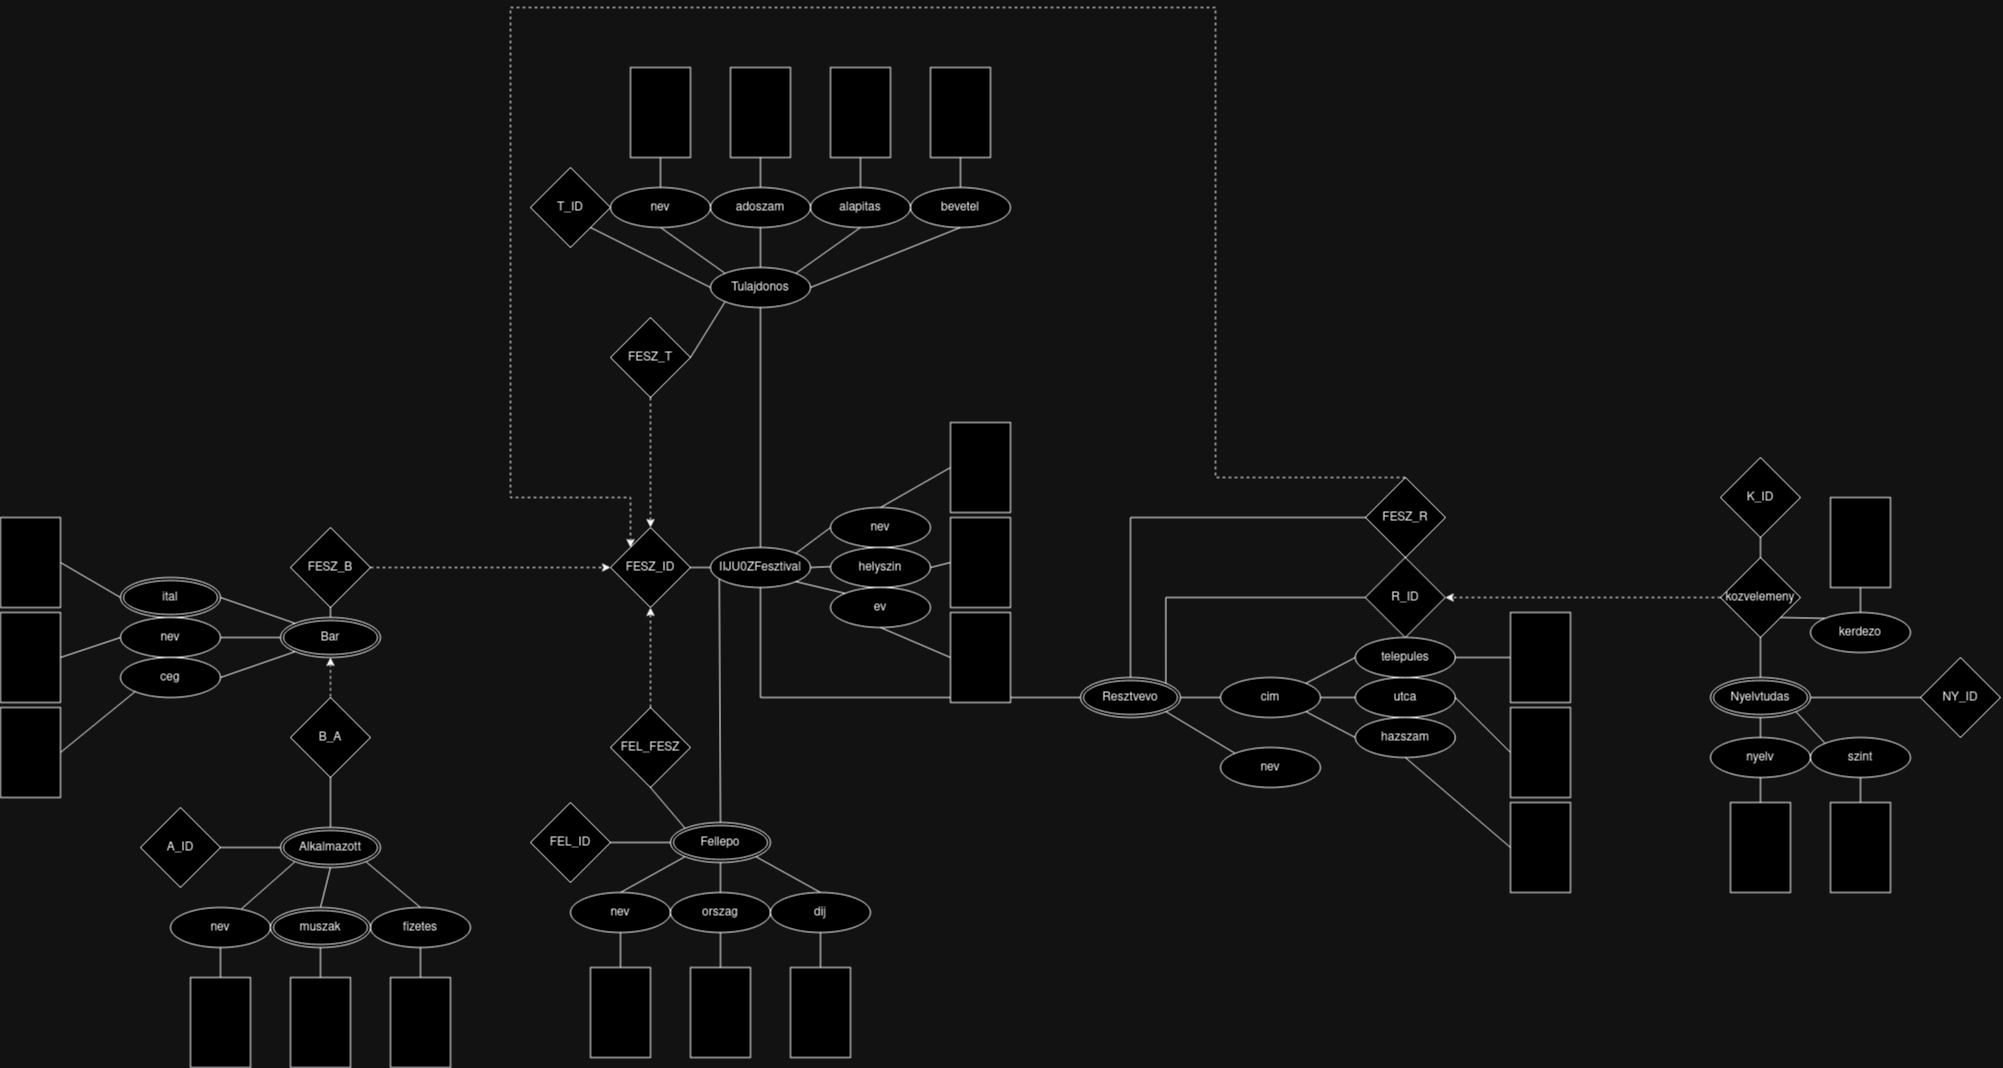 T_ID
nev
adoszam
alapitas
bevetel
Tulajdonos
FESZ_T
FESZ_B
FESZ_ID
IIJU0ZFesztival
nev
helyszin
ev
ital
nev
ceg
Bar
B_A
A_ID
Alkalmazott
nev
muszak
fizetes
FEL_FESZ
FEL_ID
Fellepo
nev
orszag
dij
FESZ_R
R_ID
Resztvevo
cim
telepules
utca
hazszam
nev
K_ID
kozvelemeny
kerdezo
Nyelvtudas
NY_ID
nyelv
szint